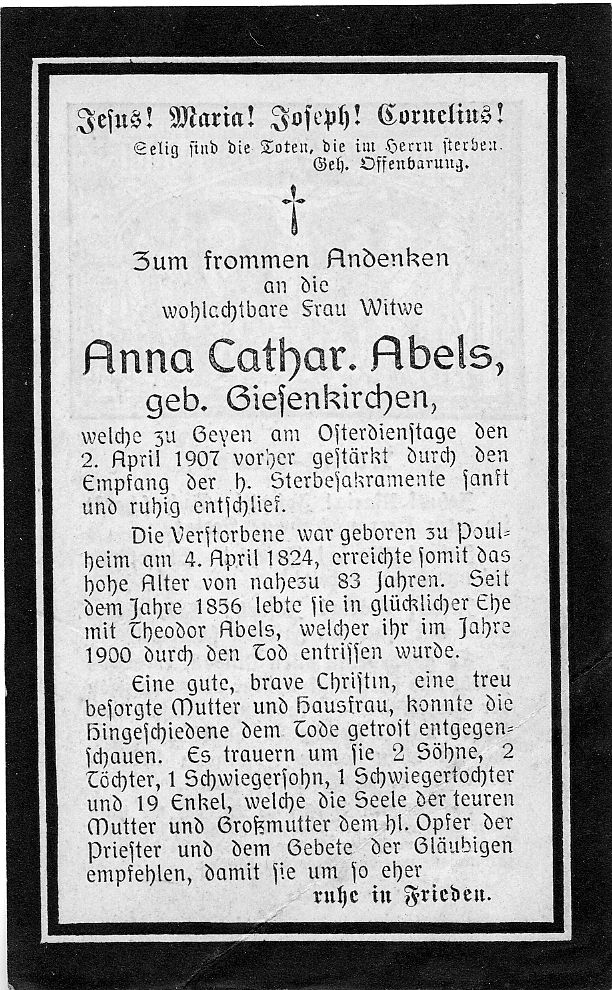 Jesus! Maria! Joseph! Cornelius!
Selig sind die Toten, die im Herrn sterben.
Geh. Offenbarung.
Zum frommen Andenken
an die
wohlachtbare Frau Witwe
Anna Cathar. Abels,
geb. Giesenkirchen,
welche zu Geyen am Osterdienstage den
2. April 1907 vorher gestärkt durch den
Empfang der h. Sterbesakramente sanft
und ruhig entschlief.
Die Verstorbene war geboren zu Poul-
heim am 4. April 1824, erreichte somit das
hohe Alter von nahezu 83 Jahren. Seit
dem Jahre 1856 lebte sie in glücklicher Ehe
mit Theodor Abels, welcher ihr im Jahre
1900 durch den Tod entrissen wurde.
Eine gute, brave Christin, eine treu
besorgte Mutter und Hausfrau, konnte die
Hingeschiedene dem Tode getrost entgegen-
schauen. Es trauern um sie 2 Söhne, 2
Töchter, 1 Schwiegersohn, 1 Schwiegertochter
und 19 Enkel, welche die Seele der teuren
Mutter und Großmutter dem hl. Opfer der
Priester und dem Gebete der Gläubigen
empfehlen, damit sie um so eher
ruhe in Frieden.